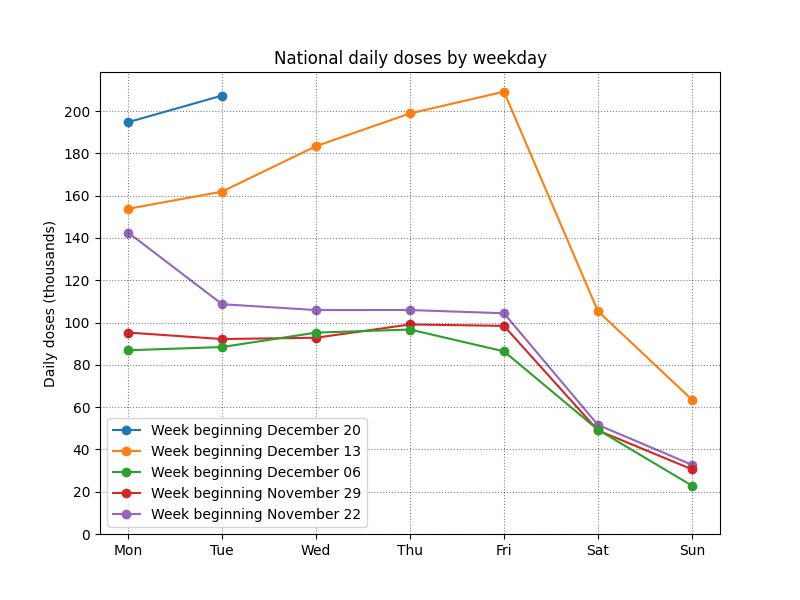 National daily doses by weekday
Daily doses (thousands)
200
180
160
140
120
100
80
60
40
20
0
Week beginning December 20
Week beginning December 13
Week beginning December 06
Week beginning November 29
Week beginning November 22
Mon Tue Wed Thu Fri Sat Sun